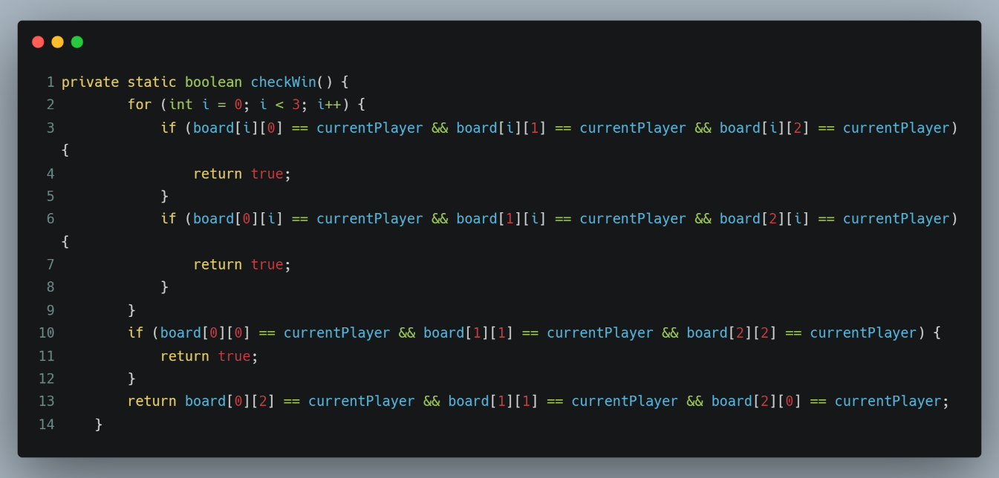 1 private static boolean checkWin() {
2         for (int i = 0; i < 3; i++) {
3             if (board[i][0] == currentPlayer && board[i][1] == currentPlayer && board[i][2] == currentPlayer)
{
4                 return true;
5             }
6             if (board[0][i] == currentPlayer && board[1][i] == currentPlayer && board[2][i] == currentPlayer)
{
7                 return true;
8             }
9         }
10         if (board[0][0] == currentPlayer && board[1][1] == currentPlayer && board[2][2] == currentPlayer) {
11             return true;
12         }
13         return board[0][2] == currentPlayer && board[1][1] == currentPlayer && board[2][0] == currentPlayer;
14     }